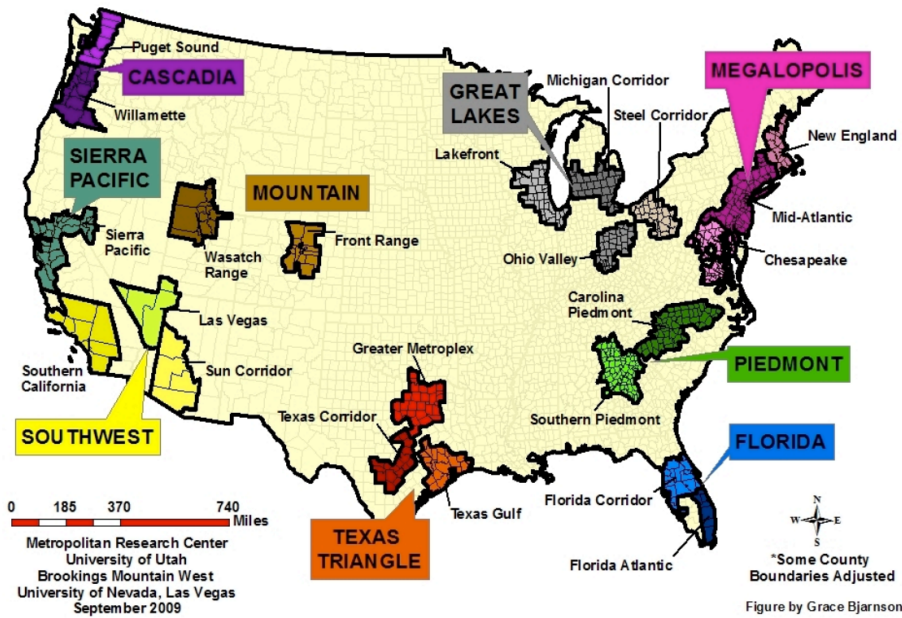 Puget Sound
CASCADIA
Willamette
SIERRA
PACIFIC
Sierra
Pacific
MOUNTAIN
Wasatch
Range
Front Range
GREAT
LAKES
Michigan Corridor
Steel Corridor
Lakefront
Ohio Valley
MEGALOPOLIS
New England
Mid-Atlantic
Chesapeake
Carolina
Piedmont
PIEDMONT
Southern Piedmont
Las Vegas
Sun Corridor
Southern
California
SOUTHWEST
Greater Metroplex
Texas Corridor
Texas Gulf
TEXAS
TRIANGLE
FLORIDA
Florida Corridor
Florida Atlantic
0 185 370 740
Miles
Metropolitan Research Center
University of Utah
Brookings Mountain West
University of Nevada, Las Vegas
September 2009
N
W E
S
*Some County
Boundaries Adjusted
Figure by Grace Bjarnson